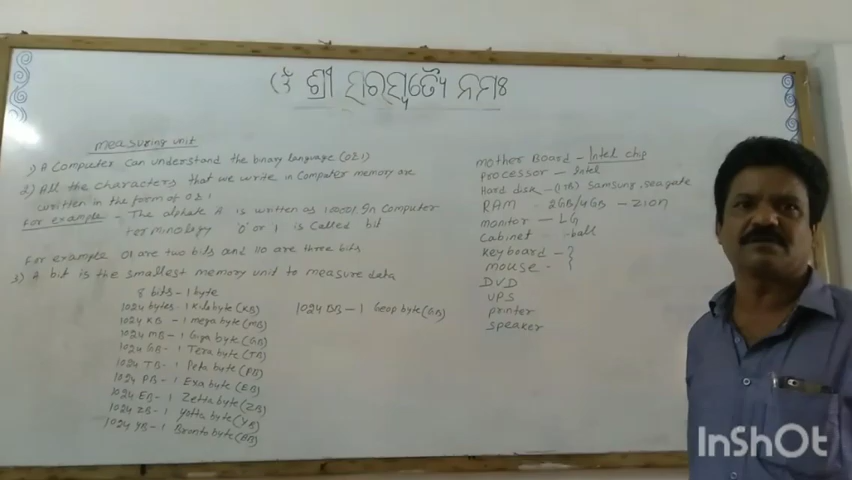 ଓଁ ଶ୍ରୀ ସରସ୍ୱତ୍ୟୈ ନମଃ
Measuring unit
1) A Computer can understand the binary language (0 & 1)
2) All the characters that we write in Computer memory are
written in the form of 0 & 1
For example - The alphate A is written as 1000001. In Computer
terminology '0' or 1 is Called bit
For example 01 are two bits and 110 are three bits
3) A bit is the smallest memory unit to measure data
8 bits - 1 byte
1024 bytes - 1 Kilobyte (KB)
1024 KB - 1 mega byte (MB)
1024 MB - 1 Giga byte (GB)
1024 GB - 1 Tera byte (TB)
1024 TB - 1 Peta byte (PB)
1024 PB - 1 Exa byte (EB)
1024 EB - 1 Zetta byte (ZB)
1024 ZB - 1 Yotta byte (YB)
1024 YB - 1 Bronto byte (BB)
1024 BB - 1 Geop byte (GB)
Mother Board - Intel chip
Processor - Intel
Hard disk - (1TB) Samsung, seagate
RAM - 2GB/4GB - Zion
monitor - LG
Cabinet - ball
Keyboard - }
mouse -
DVD
UPS
printer
speaker
InShOt